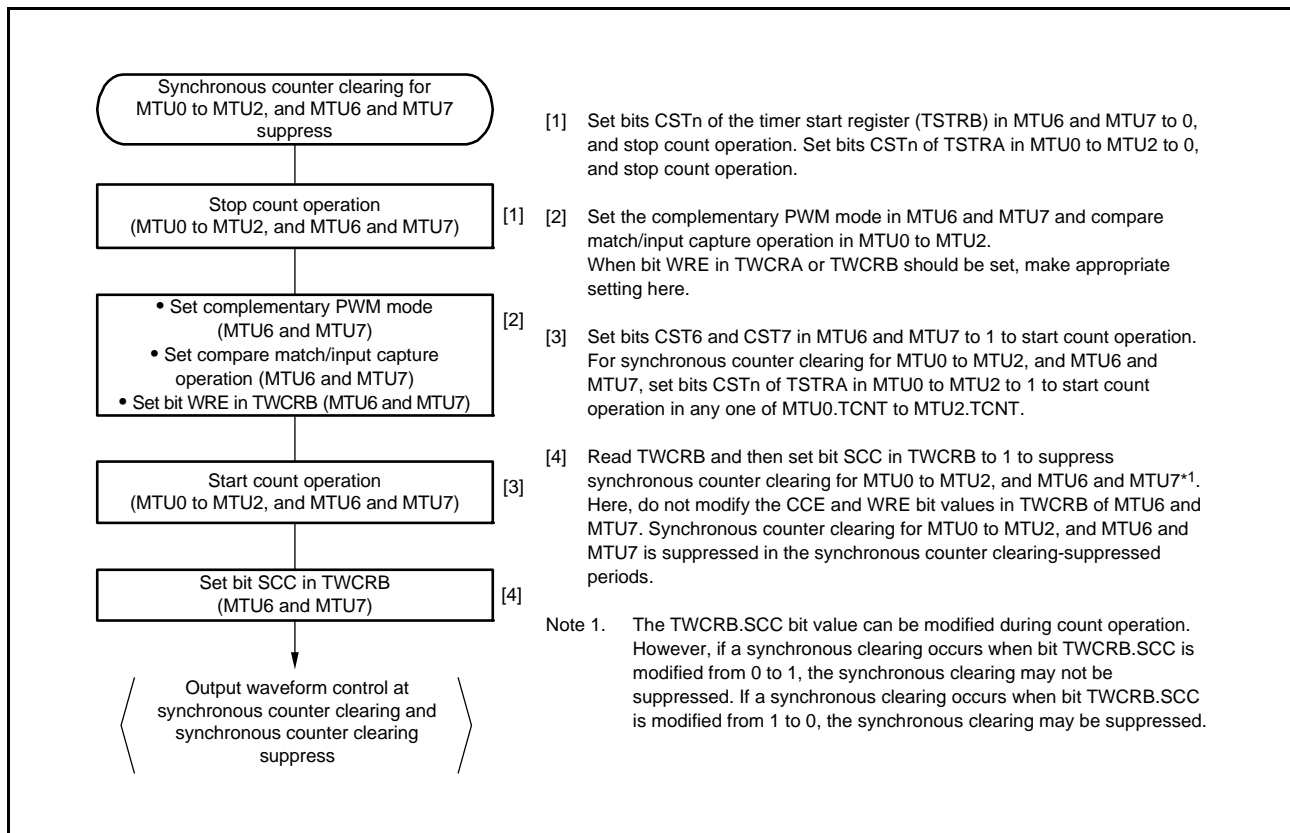 Synchronous counter clearing for
MTU0 to MTU2, and MTU6 and MTU7
suppress
Stop count operation
(MTU0 to MTU2, and MTU6 and MTU7)
[1]
• Set complementary PWM mode
(MTU6 and MTU7)
• Set compare match/input capture
operation (MTU6 and MTU7)
• Set bit WRE in TWCRB (MTU6 and MTU7)
[2]
Start count operation
(MTU0 to MTU2, and MTU6 and MTU7)
[3]
Set bit SCC in TWCRB
(MTU6 and MTU7)
[4]
Output waveform control at
synchronous counter clearing and
synchronous counter clearing
suppress
[1] Set bits CSTn of the timer start register (TSTRB) in MTU6 and MTU7 to 0,
and stop count operation. Set bits CSTn of TSTRA in MTU0 to MTU2 to 0,
and stop count operation.
[2] Set the complementary PWM mode in MTU6 and MTU7 and compare
match/input capture operation in MTU0 to MTU2.
When bit WRE in TWCRA or TWCRB should be set, make appropriate
setting here.
[3] Set bits CST6 and CST7 in MTU6 and MTU7 to 1 to start count operation.
For synchronous counter clearing for MTU0 to MTU2, and MTU6 and
MTU7, set bits CSTn of TSTRA in MTU0 to MTU2 to 1 to start count
operation in any one of MTU0.TCNT to MTU2.TCNT.
[4] Read TWCRB and then set bit SCC in TWCRB to 1 to suppress
synchronous counter clearing for MTU0 to MTU2, and MTU6 and MTU7*1.
Here, do not modify the CCE and WRE bit values in TWCRB of MTU6 and
MTU7. Synchronous counter clearing for MTU0 to MTU2, and MTU6 and
MTU7 is suppressed in the synchronous counter clearing-suppressed
periods.
Note 1. The TWCRB.SCC bit value can be modified during count operation.
However, if a synchronous clearing occurs when bit TWCRB.SCC is
modified from 0 to 1, the synchronous clearing may not be
suppressed. If a synchronous clearing occurs when bit TWCRB.SCC
is modified from 1 to 0, the synchronous clearing may be suppressed.